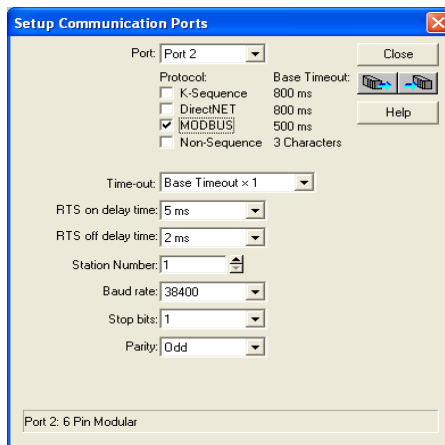 Setup Communication Ports
Port: Port 2 Close
Protocol: Base Timeout:
K-Sequence 800 ms
DirectNET 800 ms
MODBUS 500 ms Help
Non-Sequence 3 Characters
Time-out: Base Timeout × 1
RTS on delay time: 5 ms
RTS off delay time: 2 ms
Station Number: 1
Baud rate: 38400
Stop bits: 1
Parity: Odd
Port 2: 6 Pin Modular